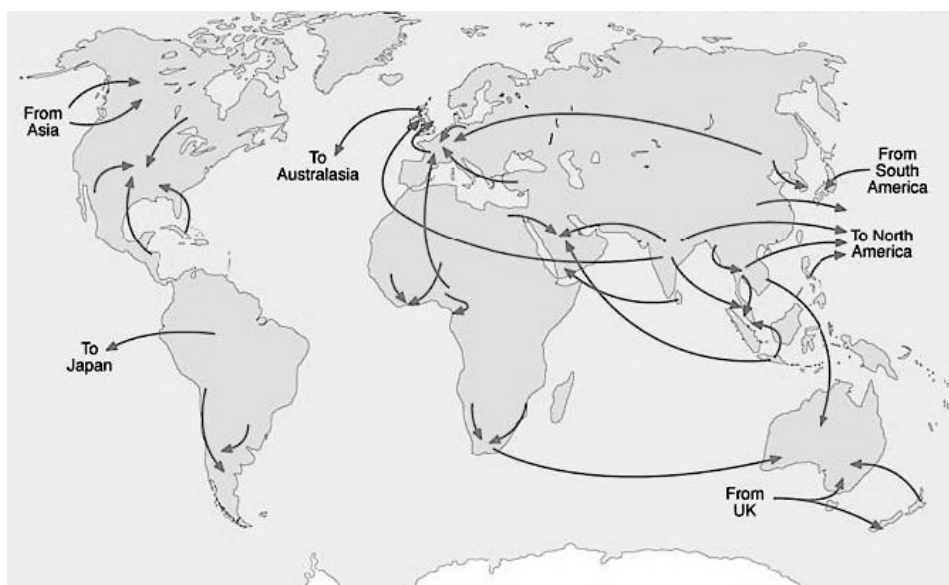 From
Asia
To
Australasia
From
South
America
To North
America
To
Japan
From
UK